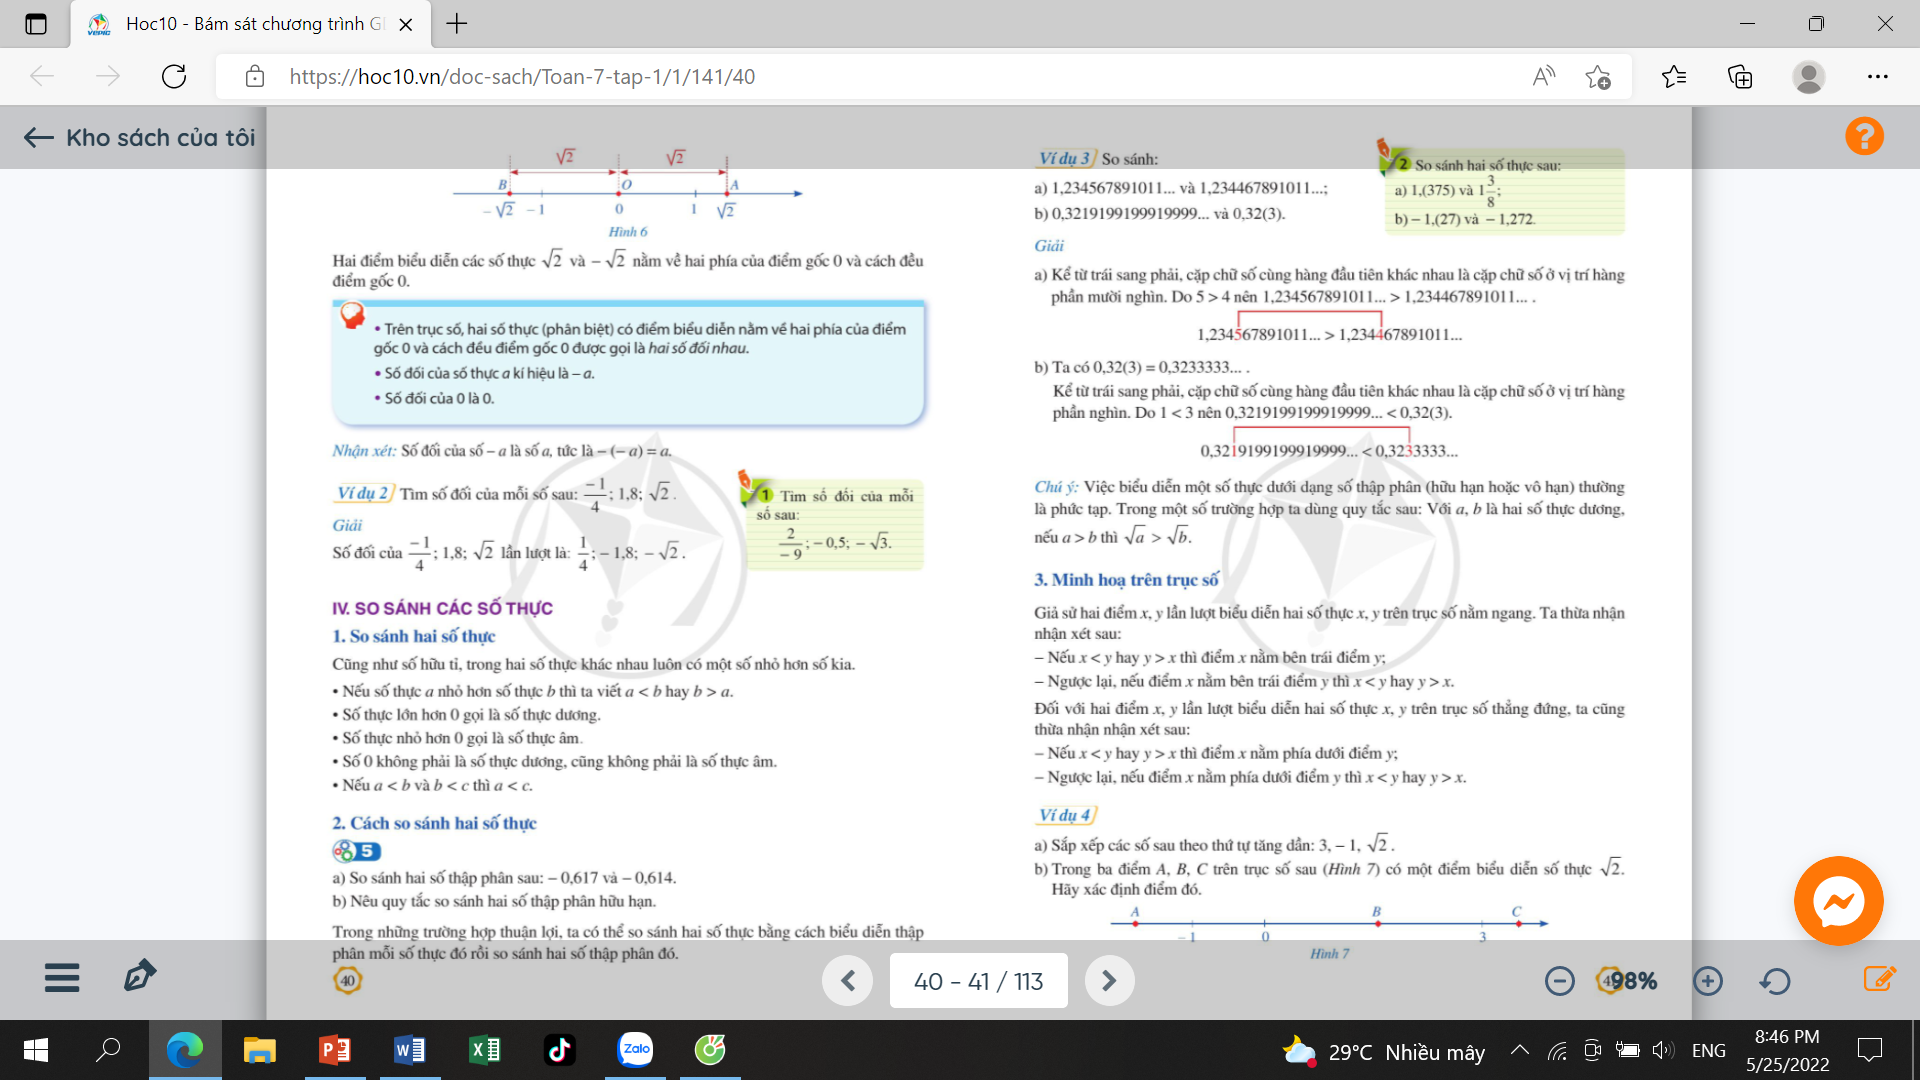 Hoc10 - Bám sát chương trình G
https://hoc10.vn/doc-sach/Toan-7-tap-1/1/141/40
Kho sách của tôi
√2 √2
B O A
– √2 – 1 0 1 √2
Hình 6
Hai điểm biểu diễn các số thực √2 và – √2 nằm về hai phía của điểm gốc 0 và cách đều
điểm gốc 0.
• Trên trục số, hai số thực (phân biệt) có điểm biểu diễn nằm về hai phía của điểm
gốc 0 và cách đều điểm gốc 0 được gọi là hai số đối nhau.
• Số đối của số thực a kí hiệu là – a.
• Số đối của 0 là 0.
Nhận xét: Số đối của số – a là số a, tức là – (– a) = a.
Ví dụ 2 Tìm số đối của mỗi số sau: –1/4; 1,8; √2 .
Giải
Số đối của –1/4; 1,8; √2 lần lượt là: 1/4; – 1,8; – √2 .
1 Tìm số đối của mỗi
số sau:
2/–9; – 0,5; – √3.
IV. SO SÁNH CÁC SỐ THỰC
1. So sánh hai số thực
Cũng như số hữu tỉ, trong hai số thực khác nhau luôn có một số nhỏ hơn số kia.
• Nếu số thực a nhỏ hơn số thực b thì ta viết a < b hay b > a.
• Số thực lớn hơn 0 gọi là số thực dương.
• Số thực nhỏ hơn 0 gọi là số thực âm.
• Số 0 không phải là số thực dương, cũng không phải là số thực âm.
• Nếu a < b và b < c thì a < c.
2. Cách so sánh hai số thực
5
a) So sánh hai số thập phân sau: – 0,617 và – 0,614.
b) Nêu quy tắc so sánh hai số thập phân hữu hạn.
Trong những trường hợp thuận lợi, ta có thể so sánh hai số thực bằng cách biểu diễn thập
phân mỗi số thực đó rồi so sánh hai số thập phân đó.
40
Ví dụ 3 So sánh:
a) 1,234567891011... và 1,234467891011...;
b) 0,3219199199919999... và 0,32(3).
2 So sánh hai số thực sau:
a) 1,(375) và 1 3/8;
b) – 1,(27) và – 1,272.
Giải
a) Kể từ trái sang phải, cặp chữ số cùng hàng đầu tiên khác nhau là cặp chữ số ở vị trí hàng
phần mười nghìn. Do 5 > 4 nên 1,234567891011... > 1,234467891011... .
1,234567891011... > 1,234467891011...
b) Ta có 0,32(3) = 0,3233333... .
Kể từ trái sang phải, cặp chữ số cùng hàng đầu tiên khác nhau là cặp chữ số ở vị trí hàng
phần nghìn. Do 1 < 3 nên 0,3219199199919999... < 0,32(3).
0,3219199199919999... < 0,3233333...
Chú ý: Việc biểu diễn một số thực dưới dạng số thập phân (hữu hạn hoặc vô hạn) thường
là phức tạp. Trong một số trường hợp ta dùng quy tắc sau: Với a, b là hai số thực dương,
nếu a > b thì √a > √b.
3. Minh hoạ trên trục số
Giả sử hai điểm x, y lần lượt biểu diễn hai số thực x, y trên trục số nằm ngang. Ta thừa nhận
nhận xét sau:
– Nếu x < y hay y > x thì điểm x nằm bên trái điểm y;
– Ngược lại, nếu điểm x nằm bên trái điểm y thì x < y hay y > x.
Đối với hai điểm x, y lần lượt biểu diễn hai số thực x, y trên trục số thẳng đứng, ta cũng
thừa nhận nhận xét sau:
– Nếu x < y hay y > x thì điểm x nằm phía dưới điểm y;
– Ngược lại, nếu điểm x nằm phía dưới điểm y thì x < y hay y > x.
Ví dụ 4
a) Sắp xếp các số sau theo thứ tự tăng dần: 3, – 1, √2 .
b) Trong ba điểm A, B, C trên trục số sau (Hình 7) có một điểm biểu diễn số thực √2.
Hãy xác định điểm đó.
A B C
– 1 0 3
Hình 7
40 - 41 / 113
98%
Zalo
29°C Nhiều mây
ENG
8:46 PM
5/25/2022